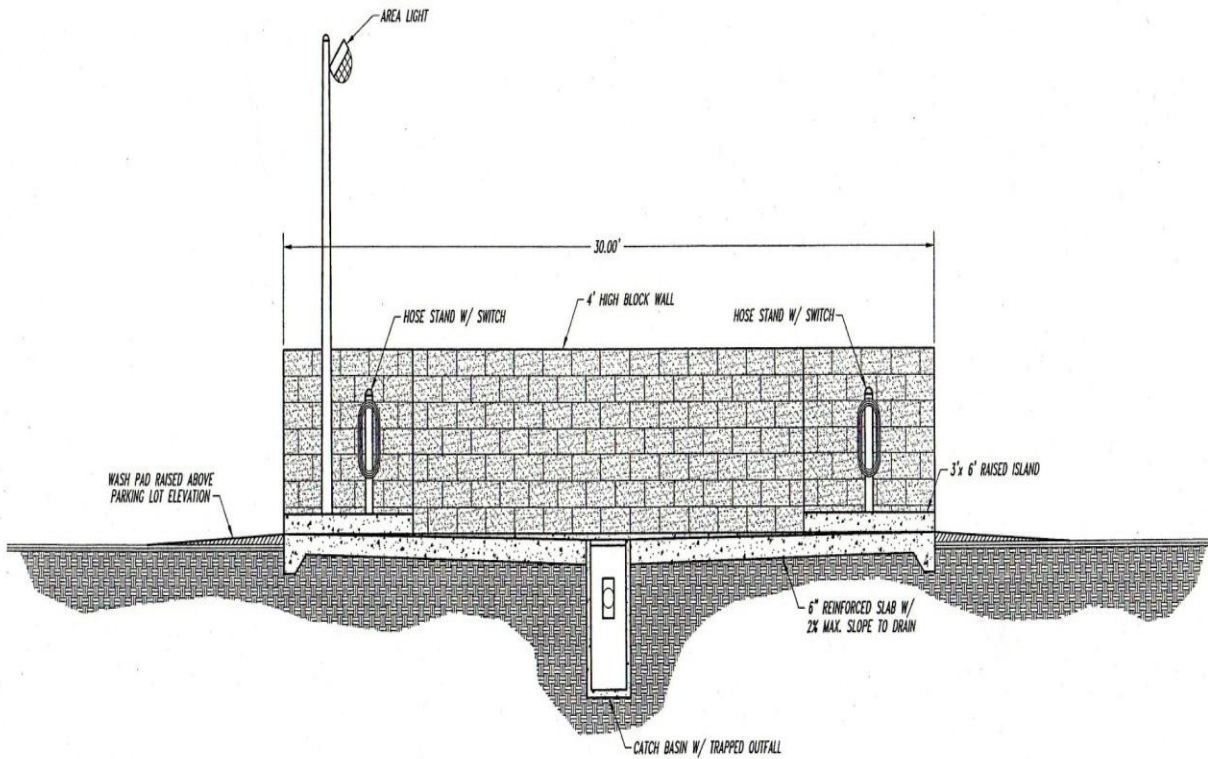 AREA LIGHT
30.00'
4' HIGH BLOCK WALL
HOSE STAND W/ SWITCH
HOSE STAND W/ SWITCH
WASH PAD RAISED ABOVE
PARKING LOT ELEVATION
3'x 6' RAISED ISLAND
6" REINFORCED SLAB W/
2% MAX. SLOPE TO DRAIN
CATCH BASIN W/ TRAPPED OUTFALL